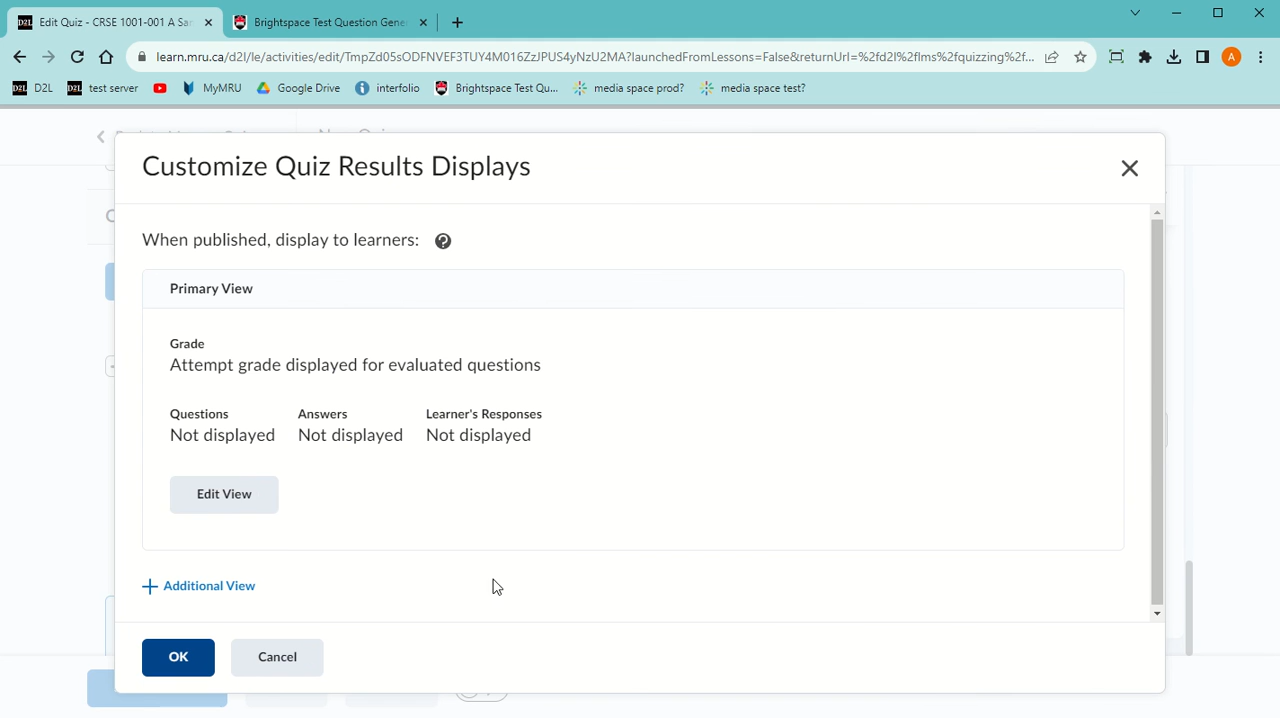 Edit Quiz - CRSE 1001-001 A Sam
Brightspace Test Question Gene
learn.mru.ca/d2l/le/activities/edit/TmpZd05sODFNVEF3TUY4M016ZzJPUS4yNzU2MA?launchedFromLessons=False&returnUrl=%2fd2l%2flms%2fquizzing%2f...
A
D2L D2L
D2L test server
MyMRU
Google Drive
interfolio
Brightspace Test Qu...
media space prod?
media space test?
Customize Quiz Results Displays
When published, display to learners:
Primary View
Grade
Attempt grade displayed for evaluated questions
Questions Answers Learner's Responses
Not displayed Not displayed Not displayed
Edit View
+ Additional View
OK Cancel